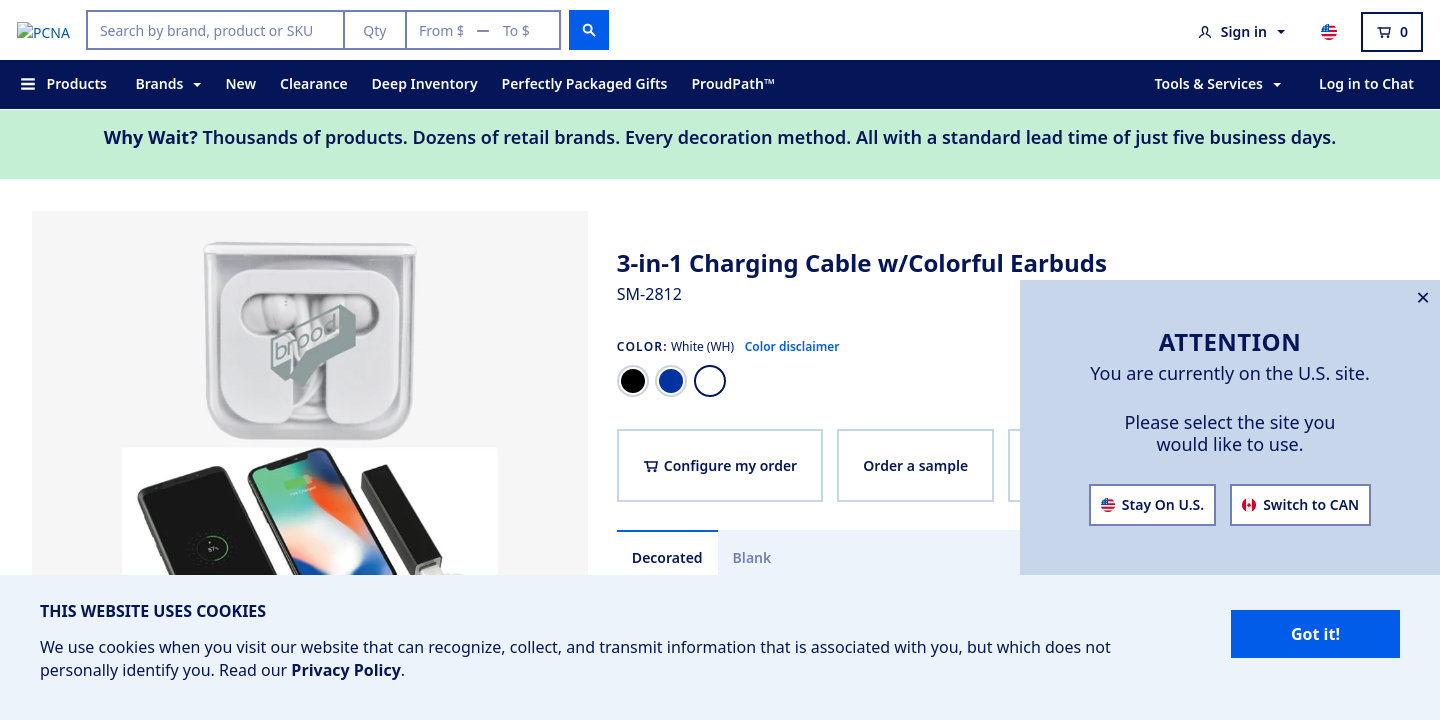 PCNA
Search by brand, product or SKU
Qty
From $
To $
Sign in
0
Products
Brands
New
Clearance
Deep Inventory
Perfectly Packaged Gifts
ProudPath™
Tools & Services
Log in to Chat
Why Wait? Thousands of products. Dozens of retail brands. Every decoration method. All with a standard lead time of just five business days.
brood
87%
3-in-1 Charging Cable w/Colorful Earbuds
SM-2812
COLOR: White (WH) Color disclaimer
Configure my order
Order a sample
Decorated
Blank
ATTENTION
You are currently on the U.S. site.
Please select the site you
would like to use.
Stay On U.S.
Switch to CAN
THIS WEBSITE USES COOKIES
We use cookies when you visit our website that can recognize, collect, and transmit information that is associated with you, but which does not
personally identify you. Read our Privacy Policy.
Got it!